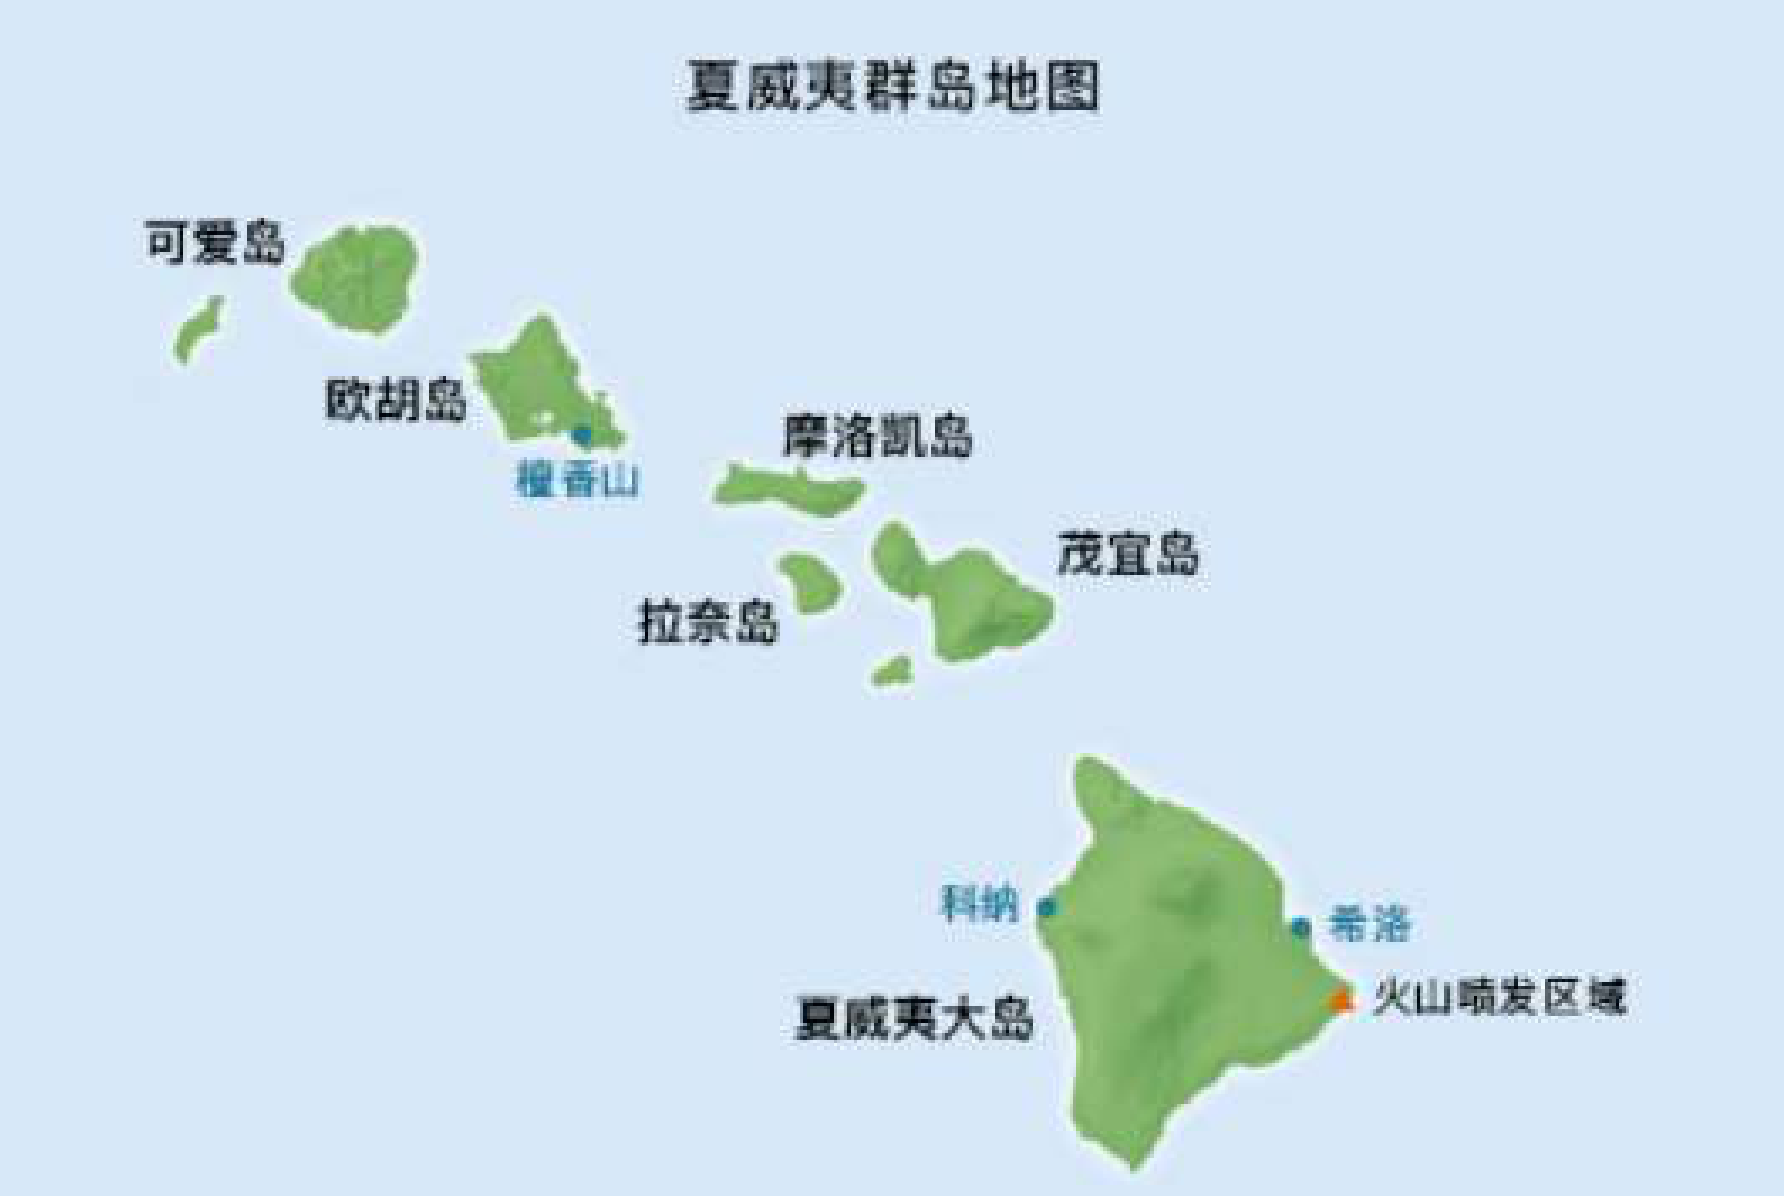 夏威夷群岛地图
可爱岛
欧胡岛
檀香山
摩洛凯岛
茂宜岛
拉奈岛
科纳
希洛
火山喷发区域
夏威夷大岛